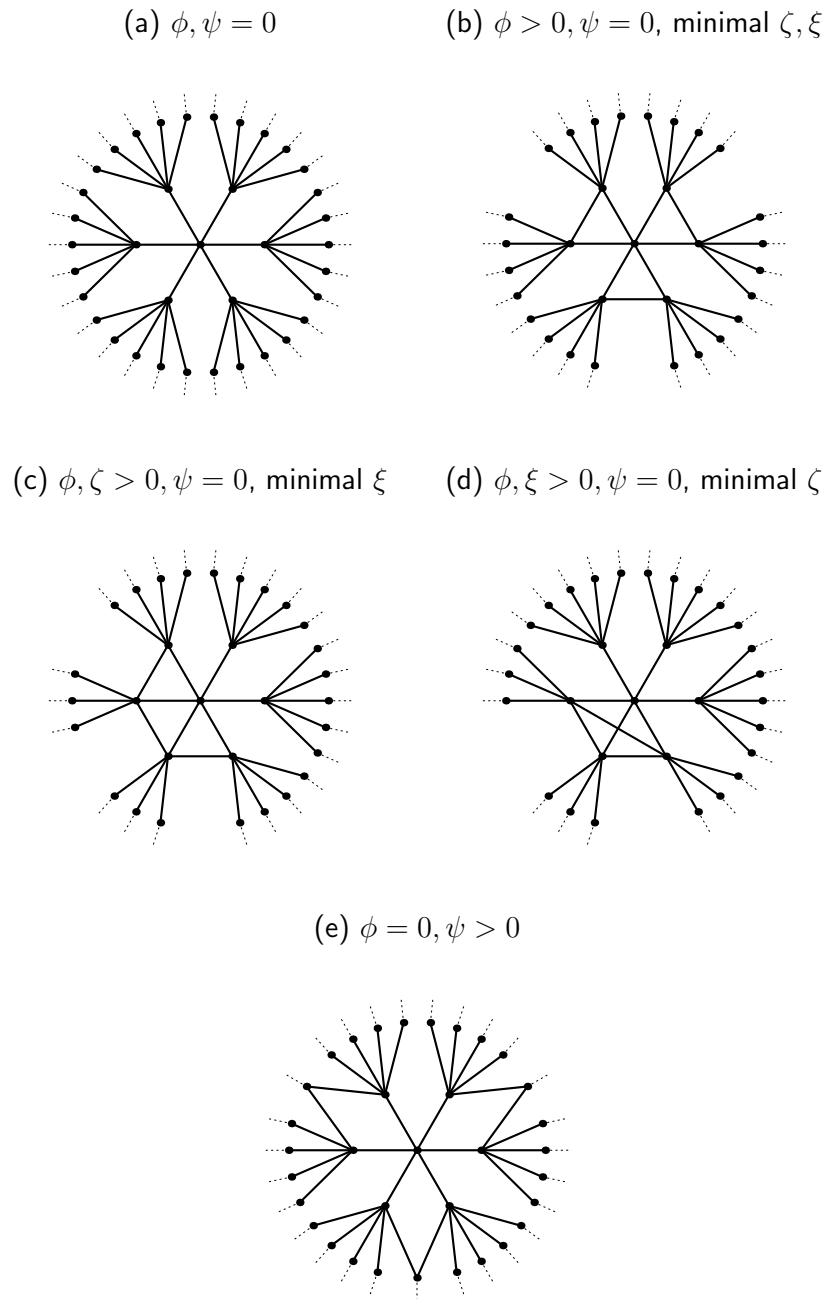 (a) ϕ, ψ = 0
(b) ϕ > 0, ψ = 0, minimal ζ, ξ
(c) ϕ, ζ > 0, ψ = 0, minimal ξ
(d) ϕ, ξ > 0, ψ = 0, minimal ζ
(e) ϕ = 0, ψ > 0